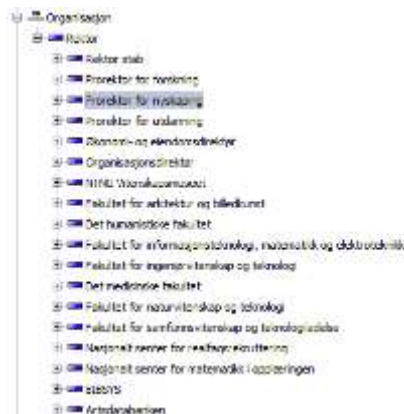 Organisasjon
Rektor
Rektor stab
Prorektor for forskning
Prorektor for nyskaping
Prorektor for utdanning
Økonomi- og eiendomsdirektør
Organisasjonsdirektør
NTNU Vitenskapsmuseet
Fakultet for arkitektur og billedkunst
Det humanistiske fakultet
Fakultet for informasjonsteknologi, matematikk og elektroteknikk
Fakultet for ingeniørvitenskap og teknologi
Det medisinske fakultet
Fakultet for naturvitenskap og teknologi
Fakultet for samfunnsvitenskap og teknologiledelse
Nasjonalt senter for realfagsrekruttering
Nasjonalt senter for matematikk i opplæringen
BIBSYS
Artsdatabanken